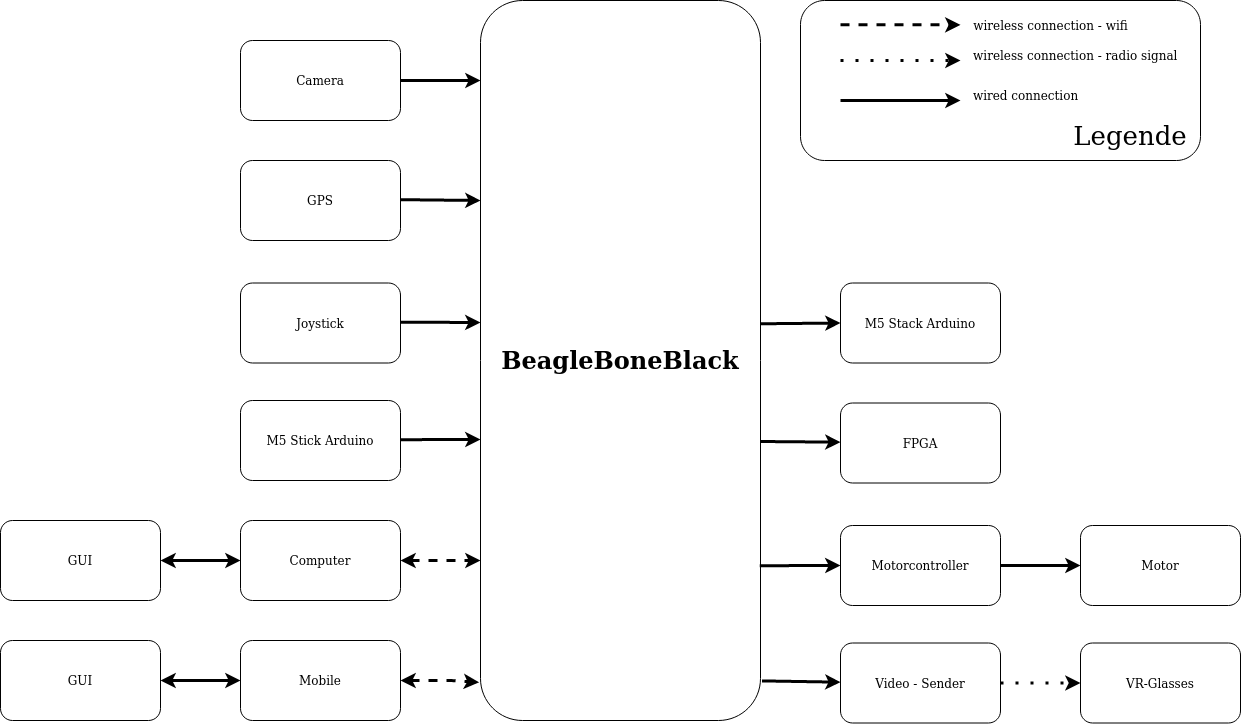 wireless connection - wifi
wireless connection - radio signal
wired connection
Legende
Camera
GPS
Joystick
M5 Stack Arduino
BeagleBoneBlack
M5 Stick Arduino
FPGA
GUI
Computer
Motorcontroller
Motor
GUI
Mobile
Video - Sender
VR-Glasses